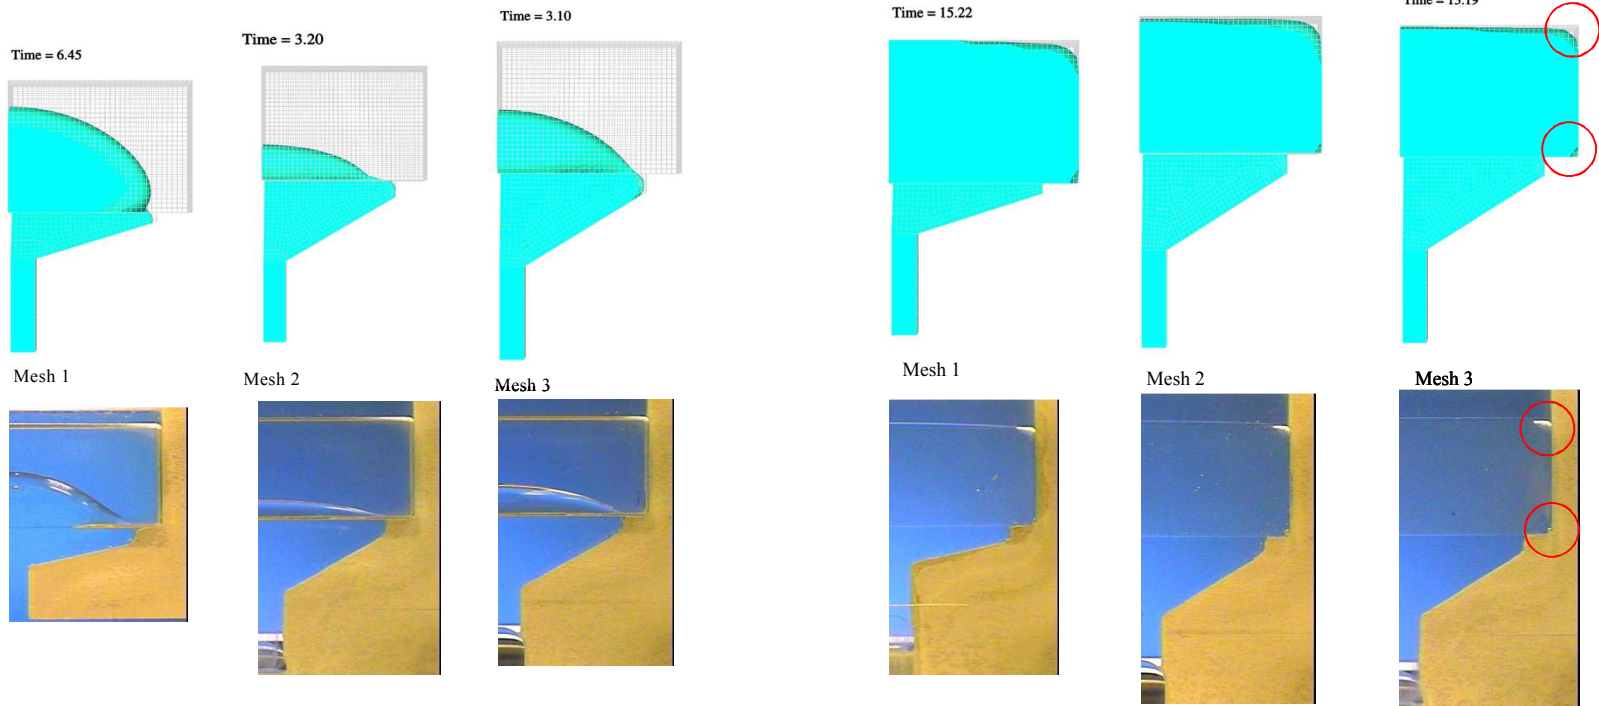 Time = 15.22
Time = 3.10
Time = 3.20
Time = 6.45
Mesh 1
Mesh 2
Mesh 3
Mesh 1
Mesh 2
Mesh 3